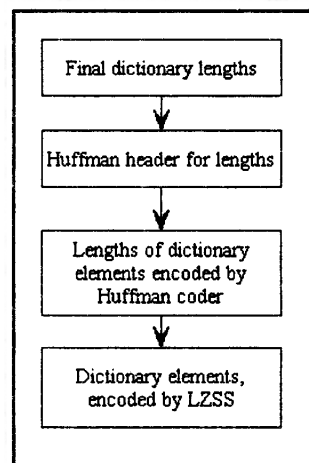 Final dictionary lengths
Huffman header for lengths
Lengths of dictionary
elements encoded by
Huffman coder
Dictionary elements,
encoded by LZSS